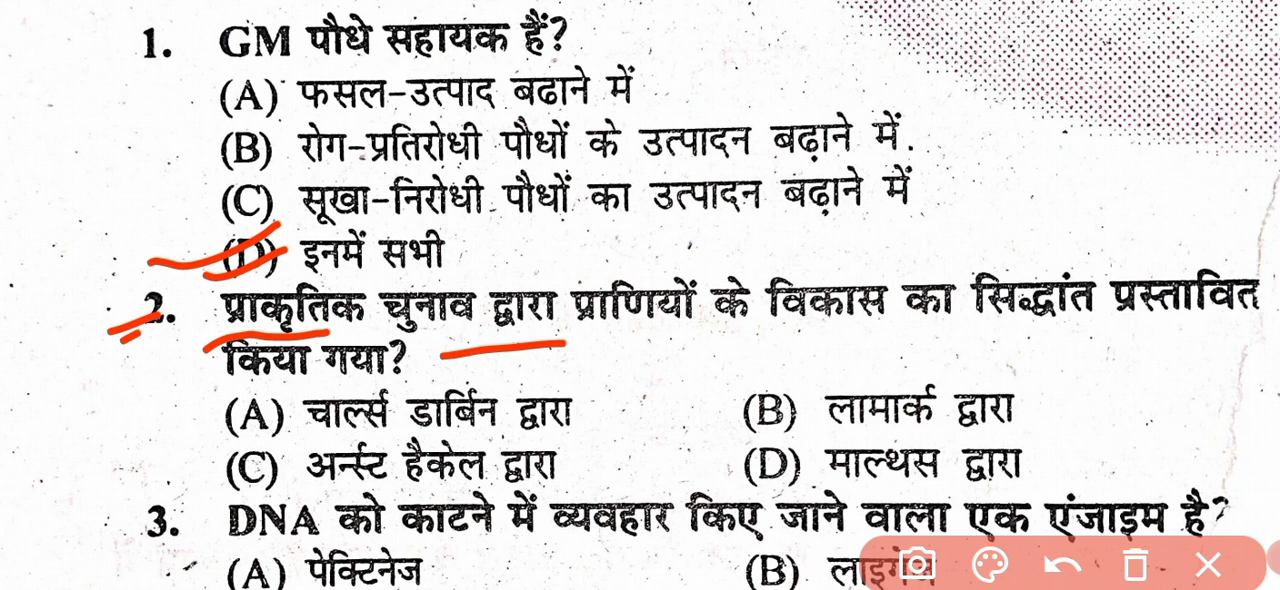 1. GM पौधे सहायक हैं?
(A) फसल-उत्पाद बढाने में
(B) रोग-प्रतिरोधी पौधों के उत्पादन बढ़ाने में.
(C) सूखा-निरोधी पौधों का उत्पादन बढ़ाने में
(D) इनमें सभी
2. प्राकृतिक चुनाव द्वारा प्राणियों के विकास का सिद्धांत प्रस्तावित
किया गया?
(A) चार्ल्स डार्बिन द्वारा (B) लामार्क द्वारा
(C) अर्न्स्ट हैकेल द्वारा (D) माल्थस द्वारा
3. DNA को काटने में व्यवहार किए जाने वाला एक एंजाइम है?
(A) पेक्टिनेज (B)